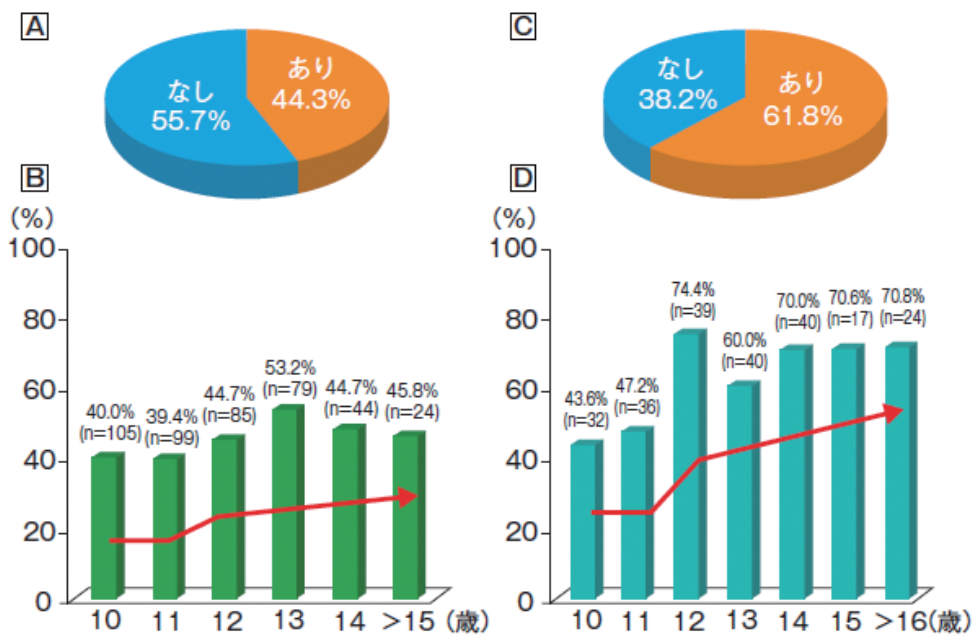 A
なし
55.7%
あり
44.3%
B
(%)
100
80
60
40
20
0
40.0%
(n=105)
39.4%
(n=99)
44.7%
(n=85)
53.2%
(n=79)
44.7%
(n=44)
45.8%
(n=24)
10 11 12 13 14 >15 (歳)
C
なし
38.2%
あり
61.8%
D
(%)
100
80
60
40
20
0
43.6%
(n=32)
47.2%
(n=36)
74.4%
(n=39)
60.0%
(n=40)
70.0%
(n=40)
70.6%
(n=17)
70.8%
(n=24)
10 11 12 13 14 15 >16(歳)